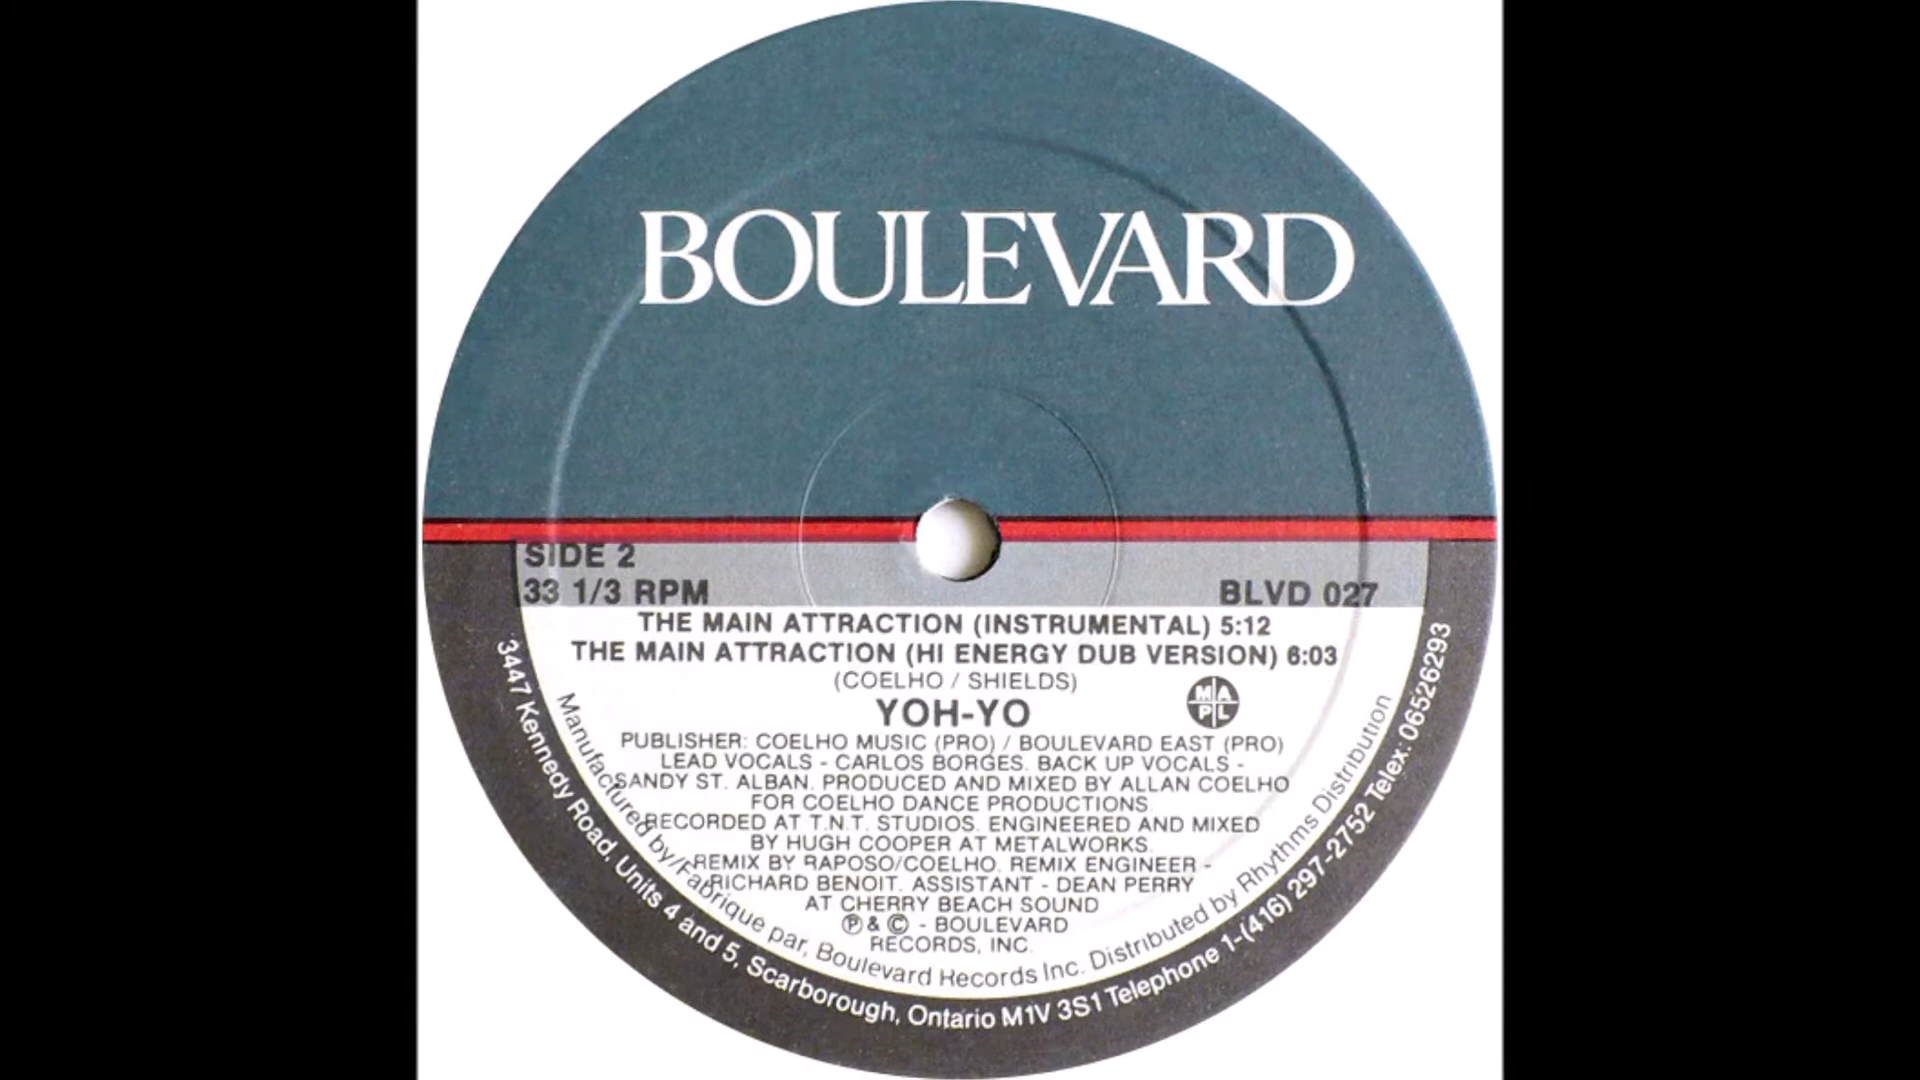 BOULEVARD
SIDE 2
33 1/3 RPM
BLVD 027
THE MAIN ATTRACTION (INSTRUMENTAL) 5:12
THE MAIN ATTRACTION (HI ENERGY DUB VERSION) 6:03
(COELHO / SHIELDS)
YOH-YO
MAPL
PUBLISHER: COELHO MUSIC (PRO) / BOULEVARD EAST (PRO)
LEAD VOCALS - CARLOS BORGES. BACK UP VOCALS -
SANDY ST. ALBAN. PRODUCED AND MIXED BY ALLAN COELHO
FOR COELHO DANCE PRODUCTIONS.
RECORDED AT T.N.T. STUDIOS. ENGINEERED AND MIXED
BY HUGH COOPER AT METALWORKS.
REMIX BY RAPOSO/COELHO. REMIX ENGINEER -
RICHARD BENOIT. ASSISTANT - DEAN PERRY
AT CHERRY BEACH SOUND
Ⓟ & © - BOULEVARD
RECORDS, INC.
Manufactured by/Fabrique par, Boulevard Records Inc. Distributed by Rhythms Distribution
3447 Kennedy Road, Units 4 and 5, Scarborough, Ontario M1V 3S1 Telephone 1-(416) 297-2752 Telex: 06526293